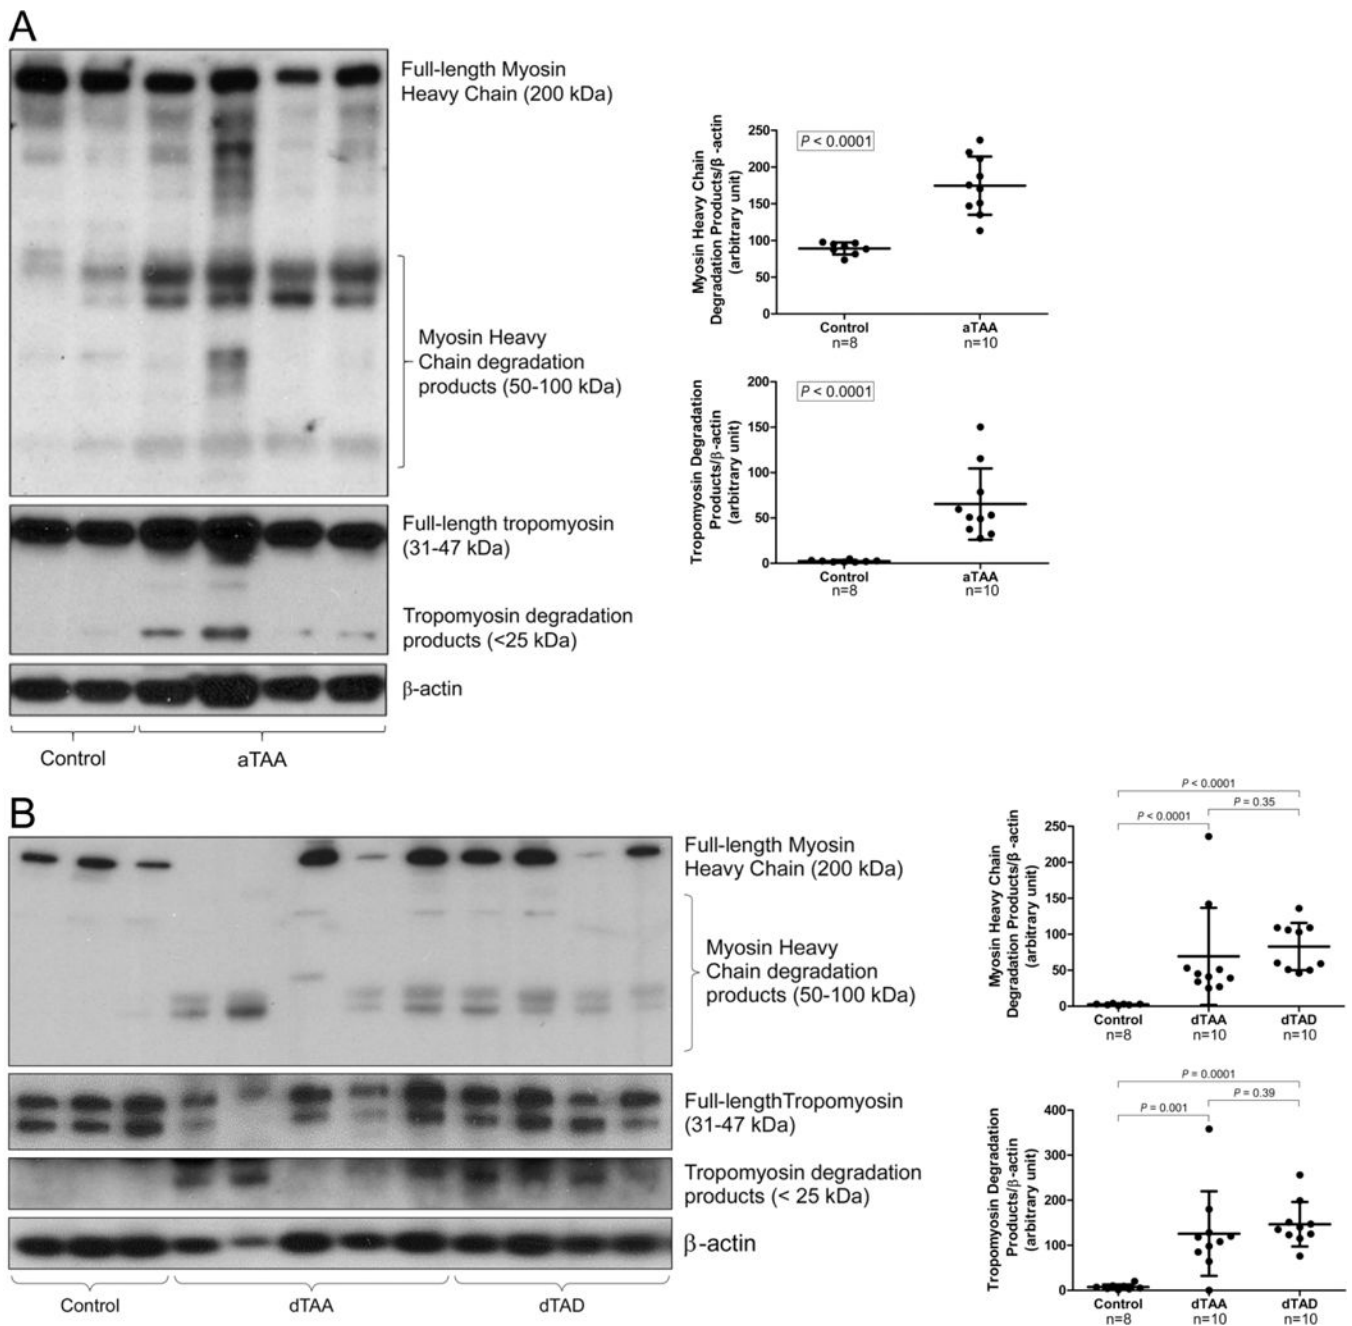 A
Full-length Myosin
Heavy Chain (200 kDa)
Myosin Heavy
Chain degradation
products (50-100 kDa)
Full-length tropomyosin
(31-47 kDa)
Tropomyosin degradation
products (<25 kDa)
β-actin
Control
aTAA
Myosin Heavy Chain
Degradation Products/β -actin
(arbitrary unit)
250
200
150
100
50
0
P < 0.0001
Control
n=8
aTAA
n=10
Tropomyosin Degradation
Products/β-actin
(arbitrary unit)
200
150
100
50
0
P < 0.0001
Control
n=8
aTAA
n=10
B
Full-length Myosin
Heavy Chain (200 kDa)
Myosin Heavy
Chain degradation
products (50-100 kDa)
Full-lengthTropomyosin
(31-47 kDa)
Tropomyosin degradation
products (< 25 kDa)
β-actin
Control
dTAA
dTAD
P < 0.0001
P = 0.35
P < 0.0001
Myosin Heavy Chain
Degradation Products/β -actin
(arbitrary unit)
250
200
150
100
50
0
Control
n=8
dTAA
n=10
dTAD
n=10
P = 0.0001
P = 0.39
P = 0.001
Tropomyosin Degradation
Products/β-actin
(arbitrary unit)
400
300
200
100
0
Control
n=8
dTAA
n=10
dTAD
n=10